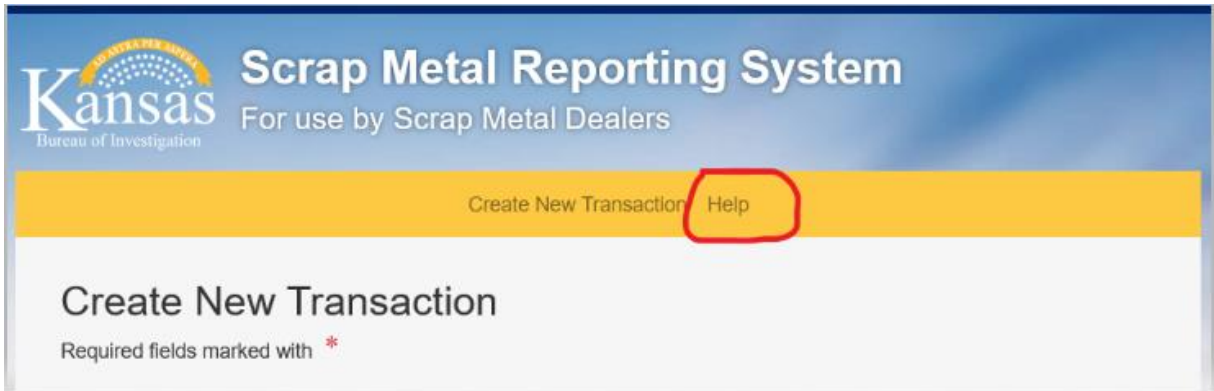 AD ASTRA PER ASPERA
Kansas
Bureau of Investigation
Scrap Metal Reporting System
For use by Scrap Metal Dealers
Create New Transaction Help
Create New Transaction
Required fields marked with *